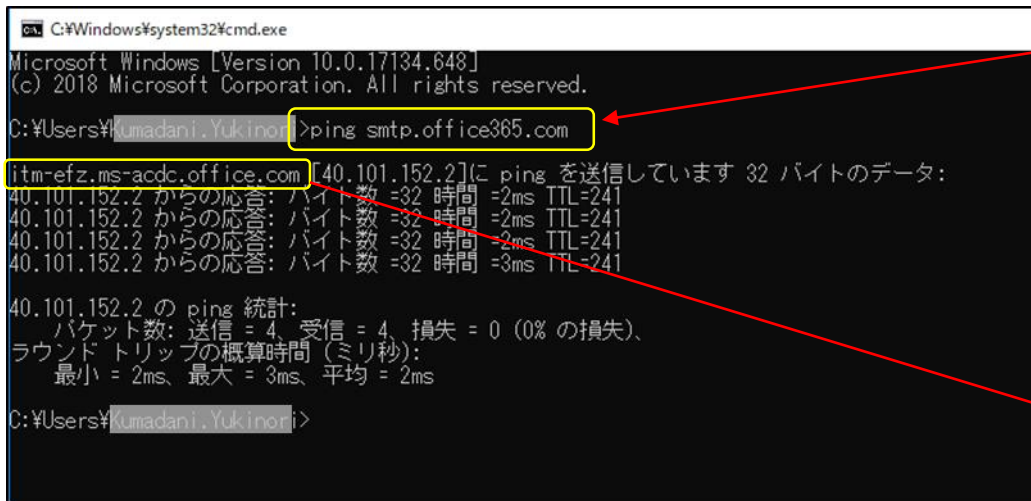 C:¥Windows¥system32¥cmd.exe
Microsoft Windows [Version 10.0.17134.648]
(c) 2018 Microsoft Corporation. All rights reserved.
C:¥Users¥Kumadani.Yukinori>ping smtp.office365.com
itm-efz.ms-acdc.office.com [40.101.152.2]に ping を送信しています 32 バイトのデータ:
40.101.152.2 からの応答: バイト数 =32 時間 =2ms TTL=241
40.101.152.2 からの応答: バイト数 =32 時間 =2ms TTL=241
40.101.152.2 からの応答: バイト数 =32 時間 =2ms TTL=241
40.101.152.2 からの応答: バイト数 =32 時間 =3ms TTL=241
40.101.152.2 の ping 統計:
パケット数: 送信 = 4、受信 = 4、損失 = 0 (0% の損失)、
ラウンド トリップの概算時間 (ミリ秒):
最小 = 2ms、最大 = 3ms、平均 = 2ms
C:¥Users¥Kumadani.Yukinori>